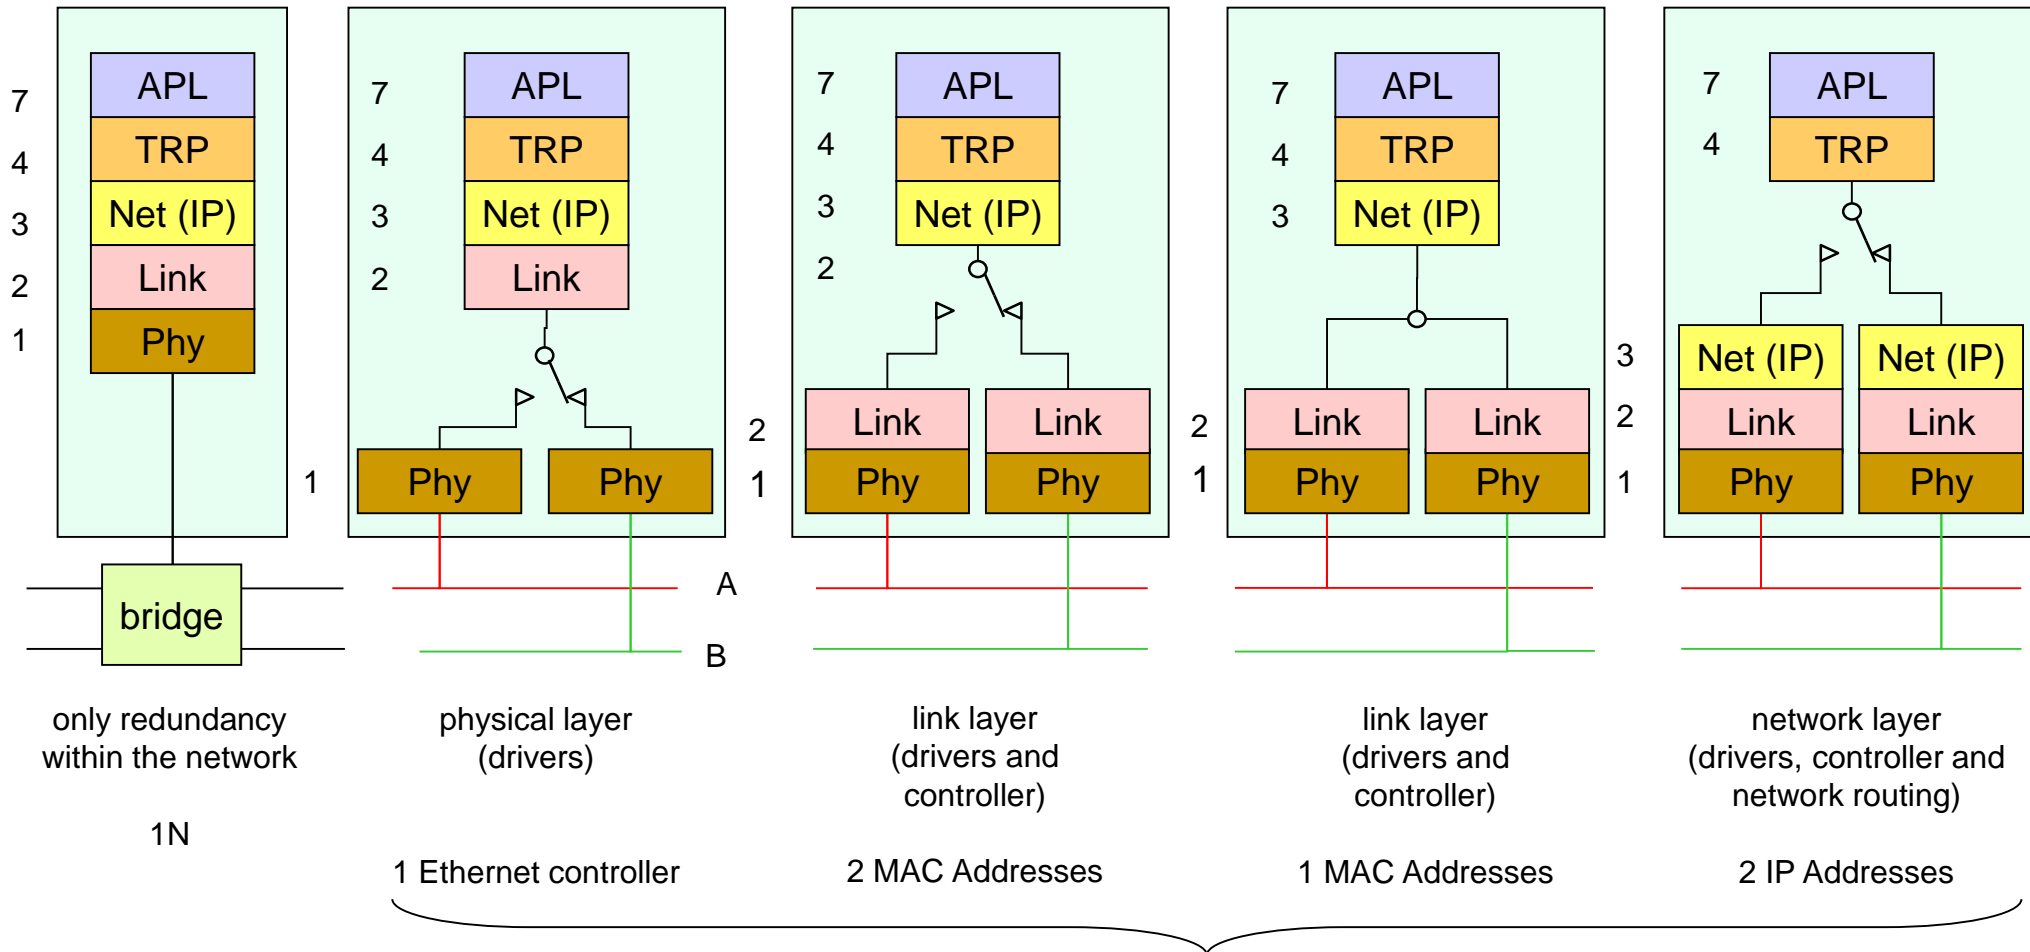 7
APL
4
TRP
3
Net (IP)
2
Link
1
Phy
bridge
only redundancy
within the network
1N
7
APL
4
TRP
3
Net (IP)
2
Link
1
Phy
Phy
A
B
physical layer
(drivers)
1 Ethernet controller
7
APL
4
TRP
3
Net (IP)
2
2
Link
Link
1
Phy
Phy
link layer
(drivers and
controller)
2 MAC Addresses
7
APL
4
TRP
3
Net (IP)
2
Link
Link
1
Phy
Phy
link layer
(drivers and
controller)
1 MAC Addresses
7
APL
4
TRP
3
Net (IP)
Net (IP)
2
Link
Link
1
Phy
Phy
network layer
(drivers, controller and
network routing)
2 IP Addresses